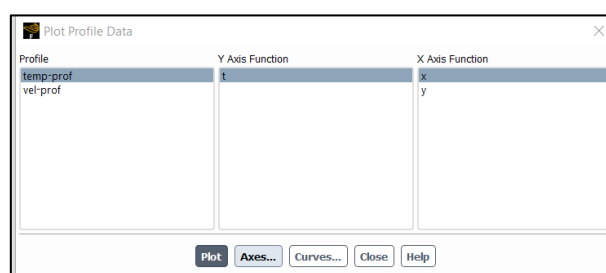 Plot Profile Data
Profile Y Axis Function X Axis Function
temp-prof t x
vel-prof y
Plot Axes... Curves... Close Help